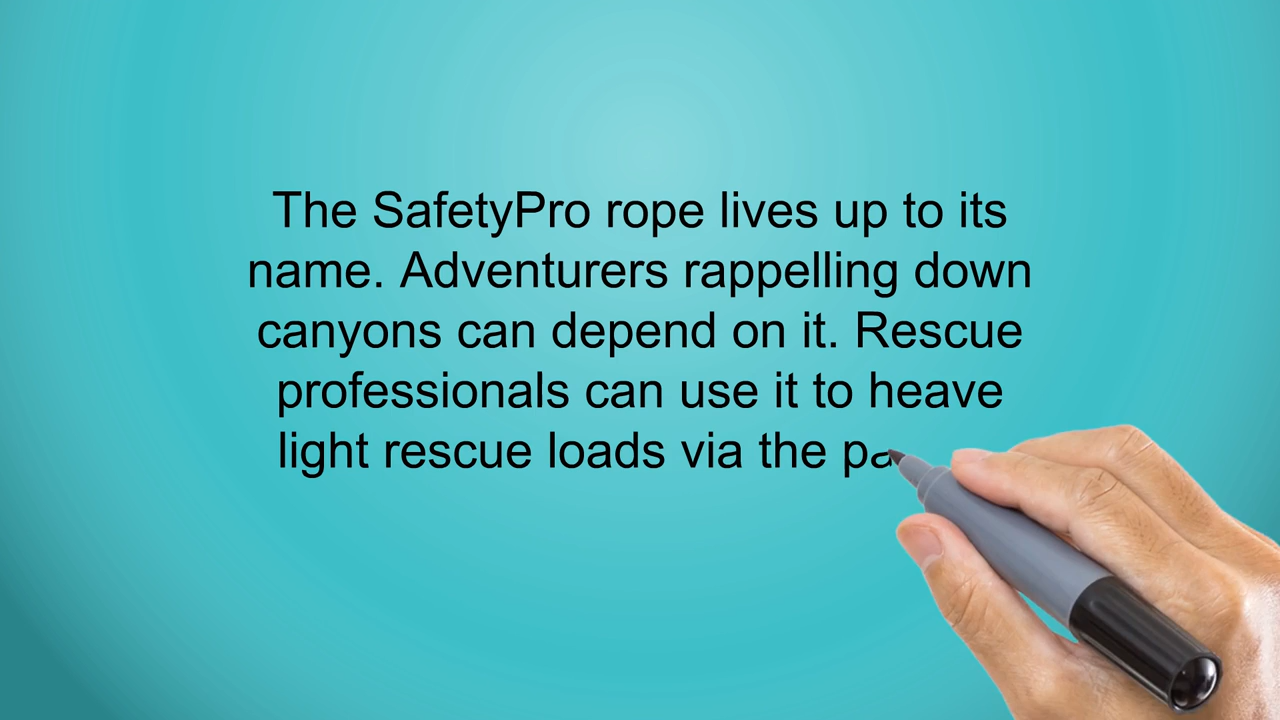 The SafetyPro rope lives up to its
name. Adventurers rappelling down
canyons can depend on it. Rescue
professionals can use it to heave
light rescue loads via the